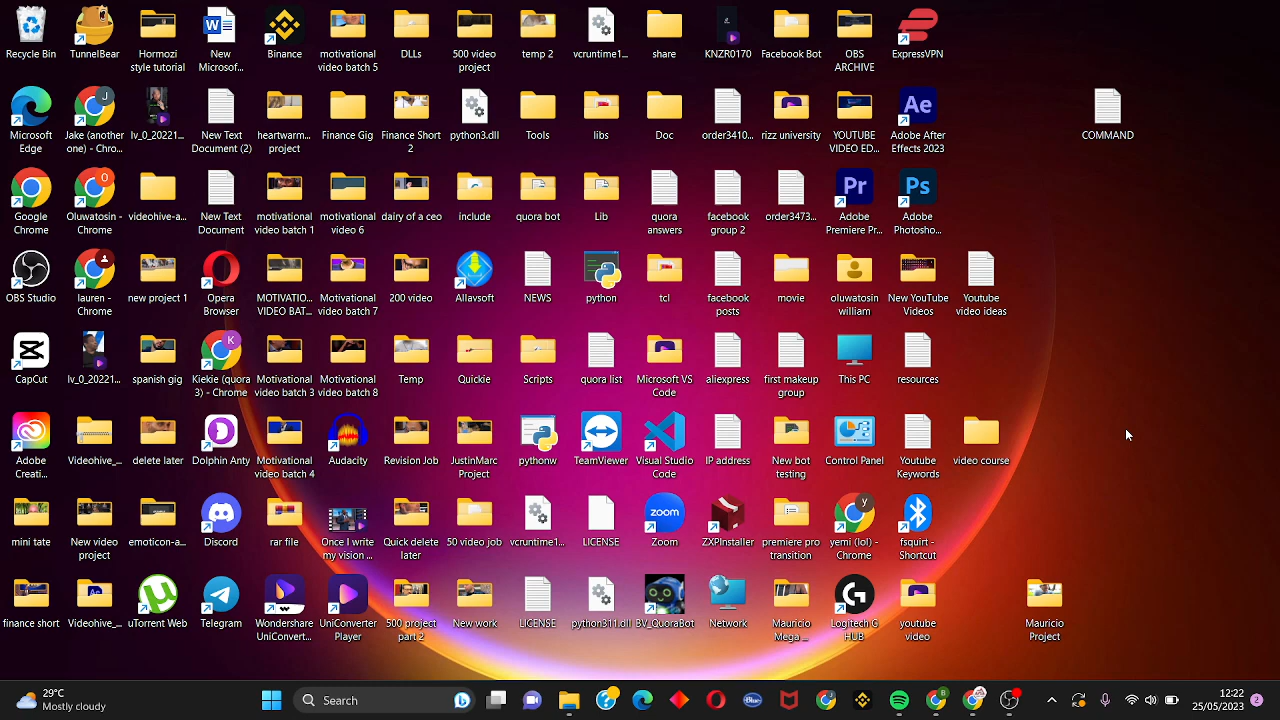 Recycle Bin
TunnelBear
Hormozi
style tutorial
New
Microsof...
Binance
motivational
video batch 5
DLLs
500 video
project
temp 2
vcruntime1...
share
KNZR0170
Facebook Bot
OBS
ARCHIVE
ExpressVPN
Microsoft
Edge
Jake (another
one) - Chro...
lv_0_20221...
New Text
Document (2)
heartwarm...
project
Finance Gig
Finance Short
2
python3.dll
Tools
libs
Doc
order3410...
rizz university
YOUTUBE
VIDEO ED...
Adobe After
Effects 2023
COMMAND
Google
Chrome
Oluwatosin -
Chrome
videohive-a...
New Text
Document
motivational
video batch 1
motivational
video 6
dairy of a ceo
include
quora bot
Lib
quora
answers
facebook
group 2
order3473...
Adobe
Premiere Pr...
Adobe
Photosho...
OBS Studio
lauren -
Chrome
new project 1
Opera
Browser
MOTIVATIO...
VIDEO BAT...
Motivational
video batch 7
200 video
Allavsoft
NEWS
python
tcl
facebook
posts
movie
oluwatosin
william
New YouTube
Videos
Youtube
video ideas
Capcut
lv_0_20221...
spanish gig
Kiekie (quora
3) - Chrome
Motivational
video batch 3
Motivational
video batch 8
Temp
Quickie
Scripts
quora list
Microsoft VS
Code
aliexpress
first makeup
group
This PC
resources
Adobe
Creati...
Videohive_...
delete later
Dolphin Anty
Motivational
video batch 4
Audacity
Revision Job
JustinMarc
Project
pythonw
TeamViewer
Visual Studio
Code
IP address
New bot
testing
Control Panel
Youtube
Keywords
video course
mini tate
New video
project
emoticon-a...
Discord
rar file
Once I write
my vision ...
Quick delete
later
50 video job
vcruntime1...
LICENSE
zoom
Zoom
ZXPInstaller
premiere pro
transition
yemi (lol) -
Chrome
fsquirt -
Shortcut
finance short
Videohive_...
uTorrent Web
Telegram
Wondershare
UniConvert...
UniConverter
Player
500 project
part 2
New work
LICENSE
python311.dll
BV_QuoraBot
Network
Mauricio
Mega ...
Logitech G
HUB
youtube
video
Mauricio
Project
29°C
Mostly cloudy
Search
12:26
25/05/2023
2